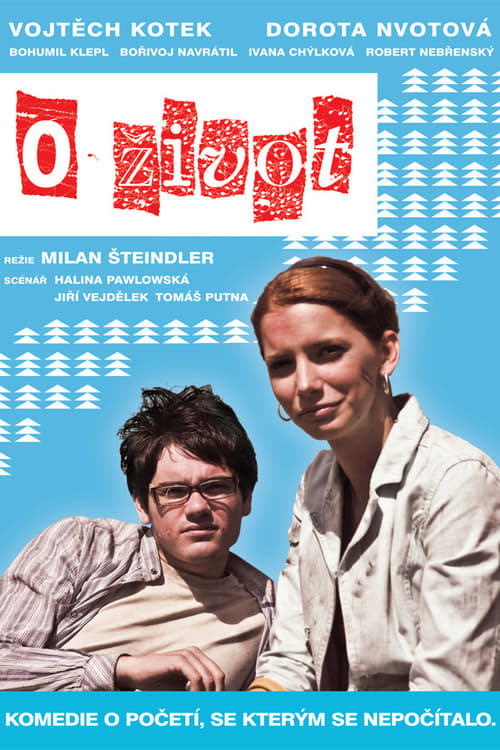 VOJTĚCH KOTEK DOROTA NVOTOVÁ
BOHUMIL KLEPL BOŘIVOJ NAVRÁTIL IVANA CHÝLKOVÁ ROBERT NEBŘENSKÝ
O život
REŽIE MILAN ŠTEINDLER
SCÉNÁŘ HALINA PAWLOWSKÁ
JIŘÍ VEJDĚLEK TOMÁŠ PUTNA
KOMEDIE O POČETÍ, SE KTERÝM SE NEPOČÍTALO.